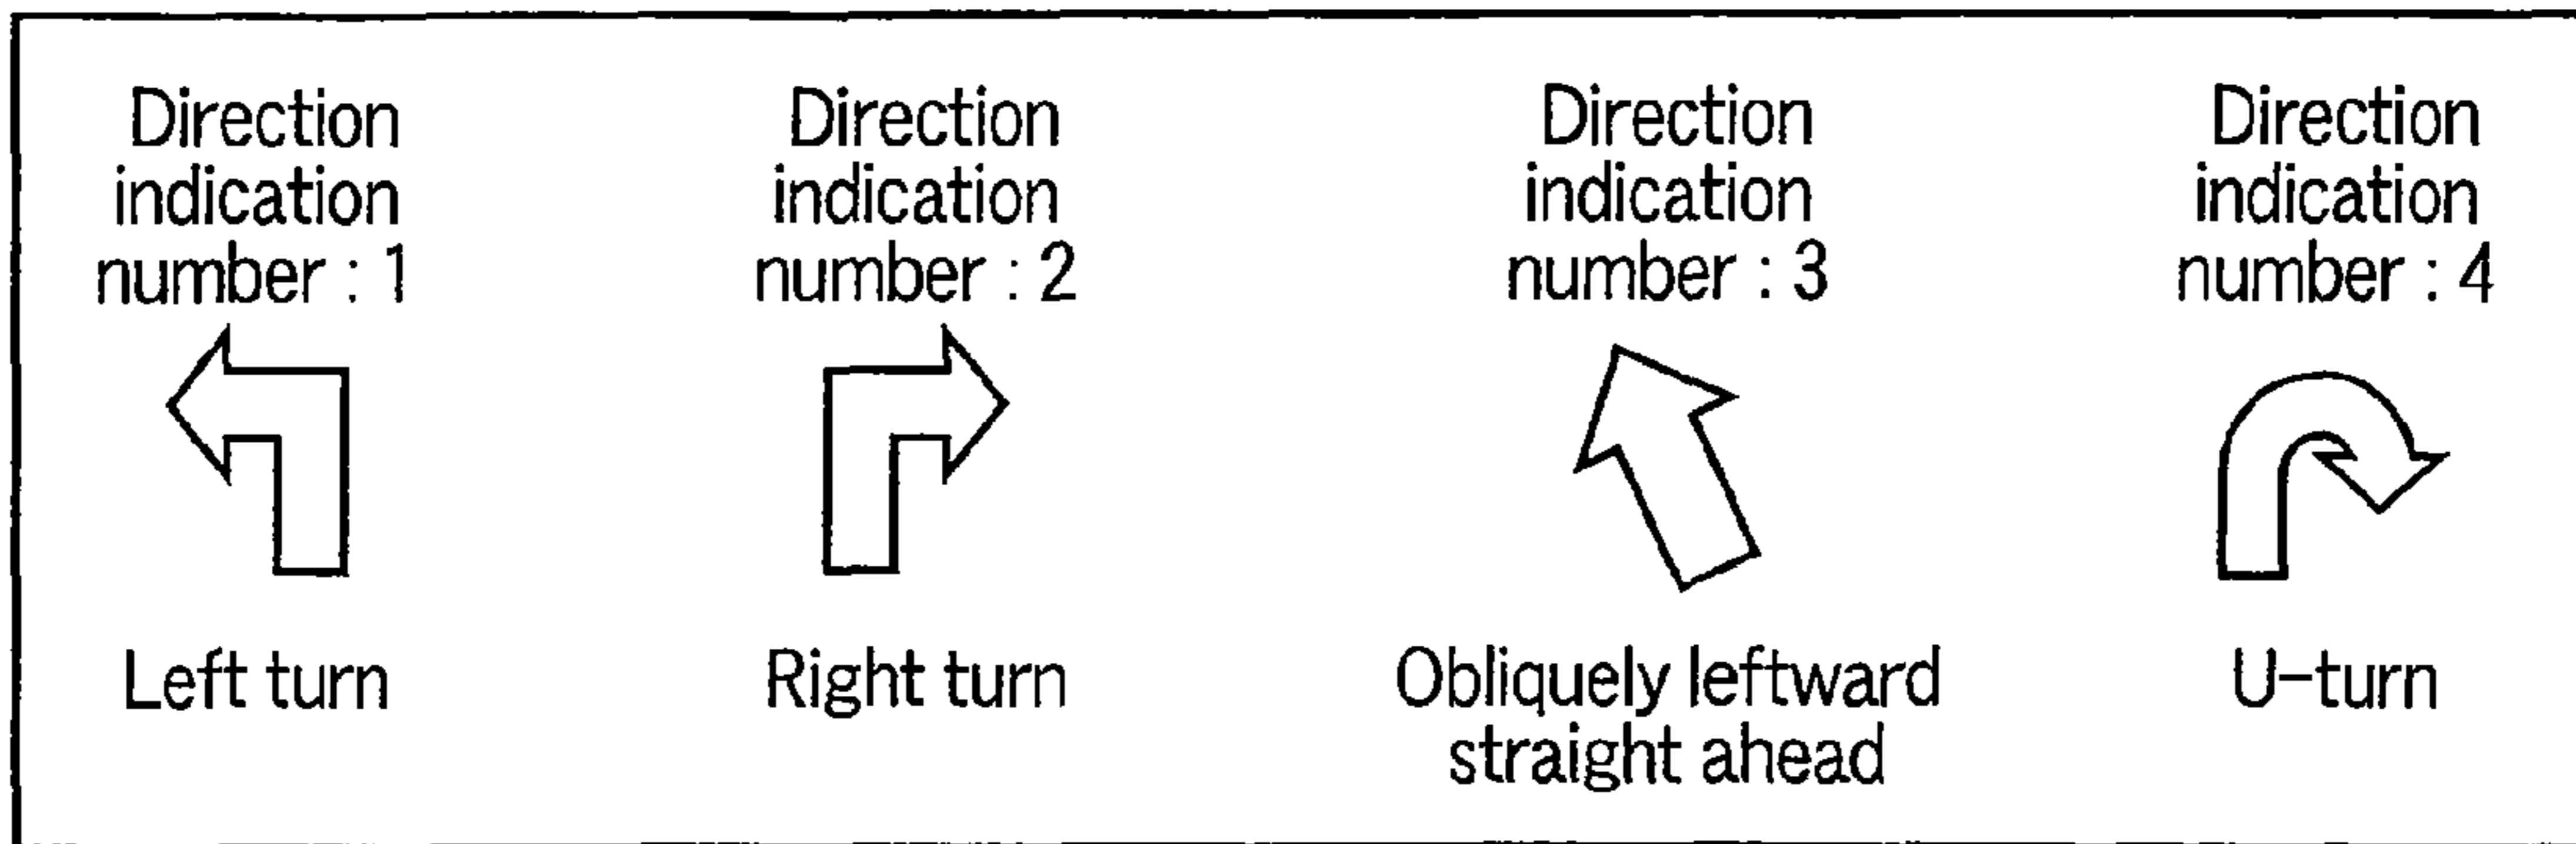 Direction
indication
number : 1
Left turn
Direction
indication
number : 2
Right turn
Direction
indication
number : 3
Obliquely leftward
straight ahead
Direction
indication
number : 4
U-turn